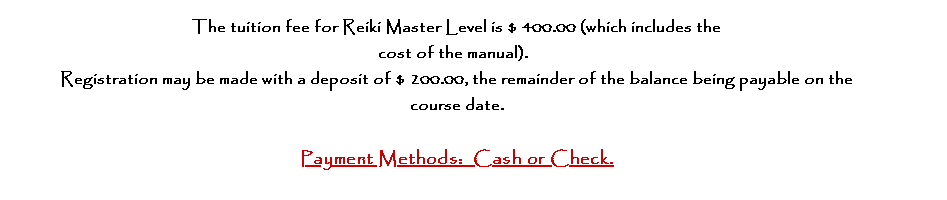 The tuition fee for Reiki Master Level is $ 400.00 (which includes the
cost of the manual).
Registration may be made with a deposit of $ 200.00, the remainder of the balance being payable on the
course date.
Payment Methods: Cash or Check.